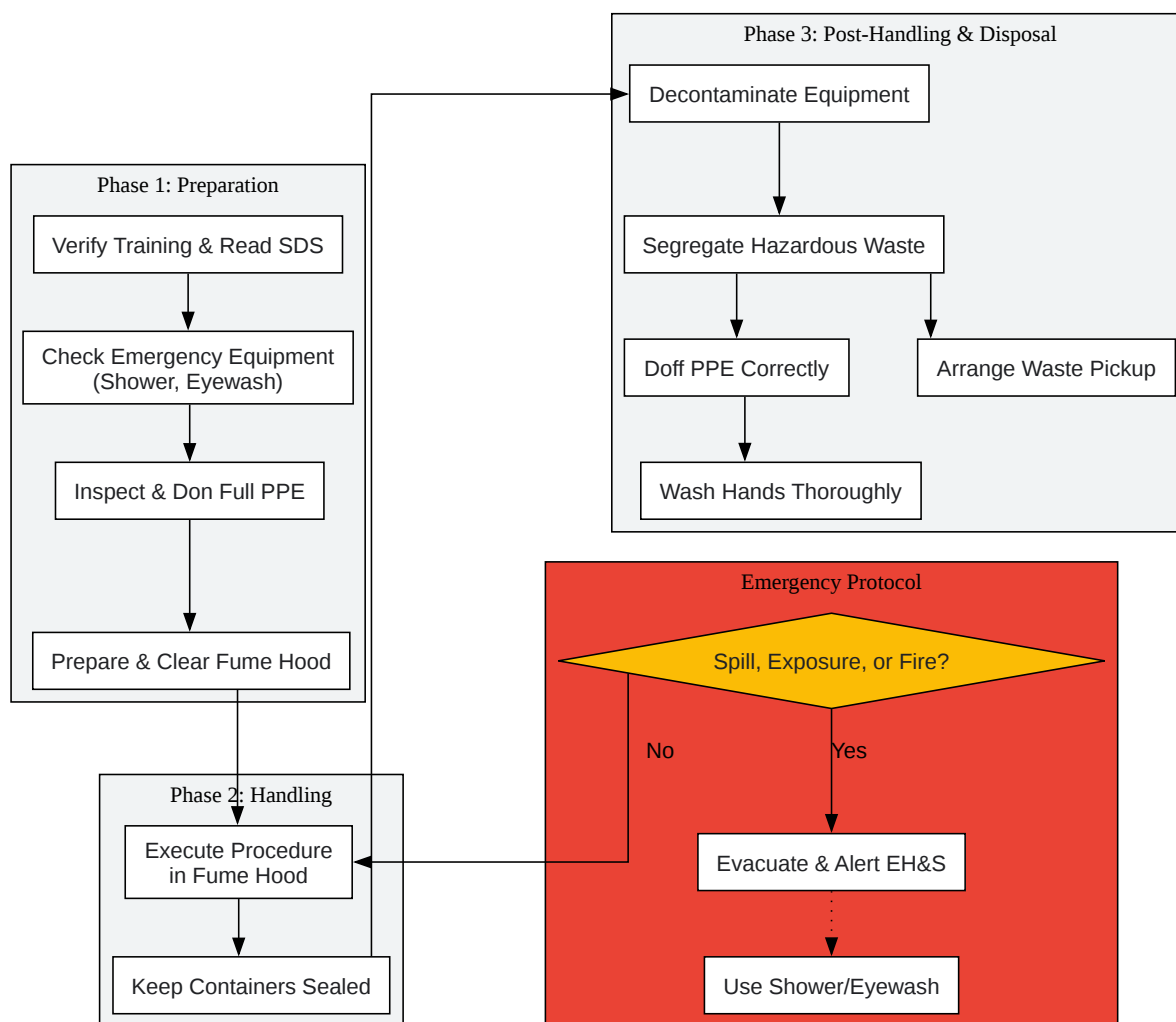 Phase 1: Preparation
Verify Training & Read SDS
Check Emergency Equipment
(Shower, Eyewash)
Inspect & Don Full PPE
Prepare & Clear Fume Hood
Phase 2: Handling
Execute Procedure
in Fume Hood
Keep Containers Sealed
Phase 3: Post-Handling & Disposal
Decontaminate Equipment
Segregate Hazardous Waste
Doff PPE Correctly
Arrange Waste Pickup
Wash Hands Thoroughly
Emergency Protocol
Spill, Exposure, or Fire?
No
Yes
Evacuate & Alert EH&S
Use Shower/Eyewash